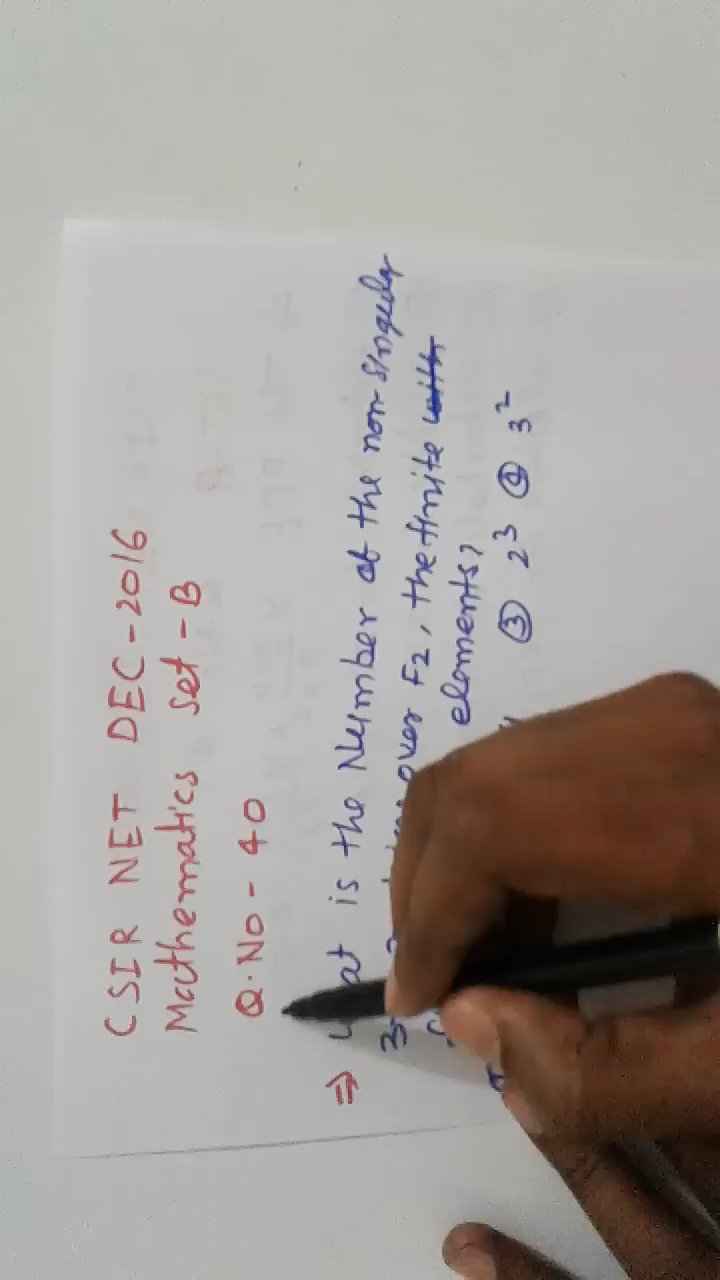 CSIR NET DEC-2016
Mathematics Set-B
Q.No-40
⇒ is the Number of the non-singular
3 over F2, the finite
elements,
③ 2³ ④ 3²